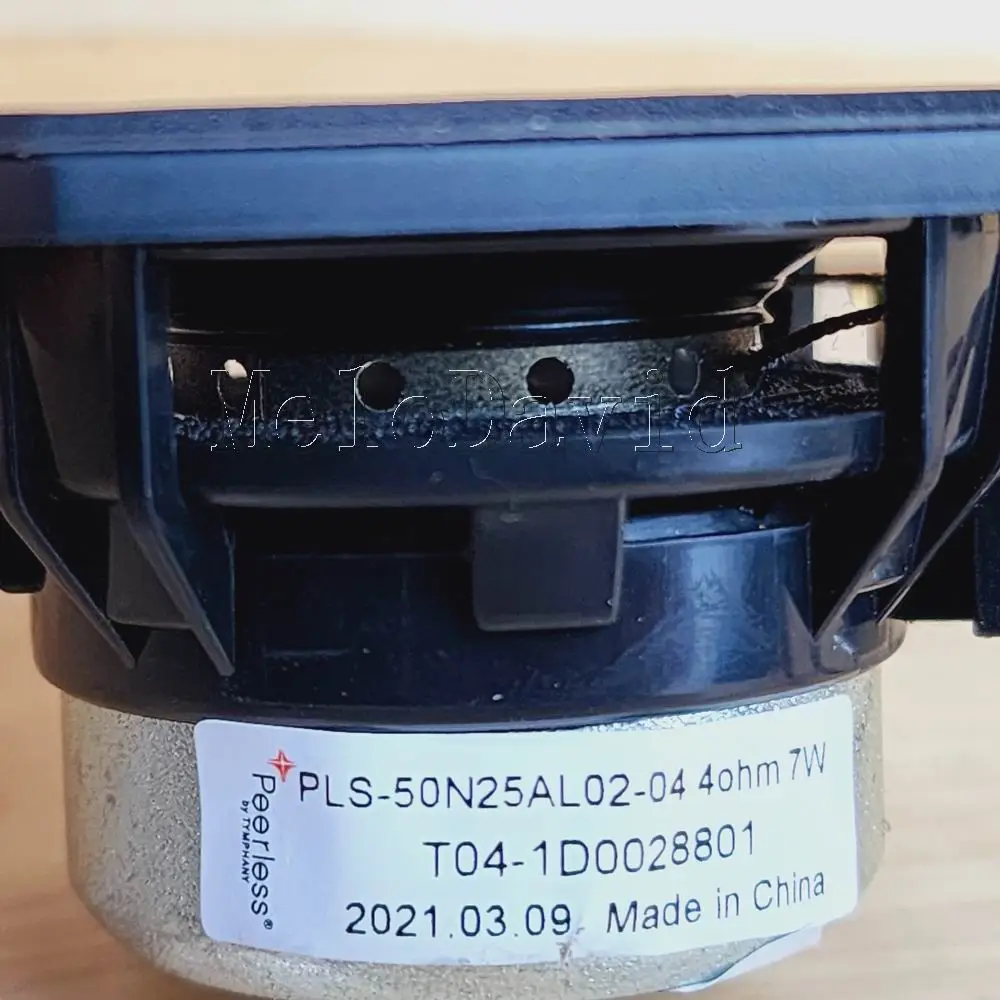 MeloDavid
Peerless®
by TYMPHANY
PLS-50N25AL02-04 4ohm 7W
T04-1D0028801
2021.03.09. Made in China